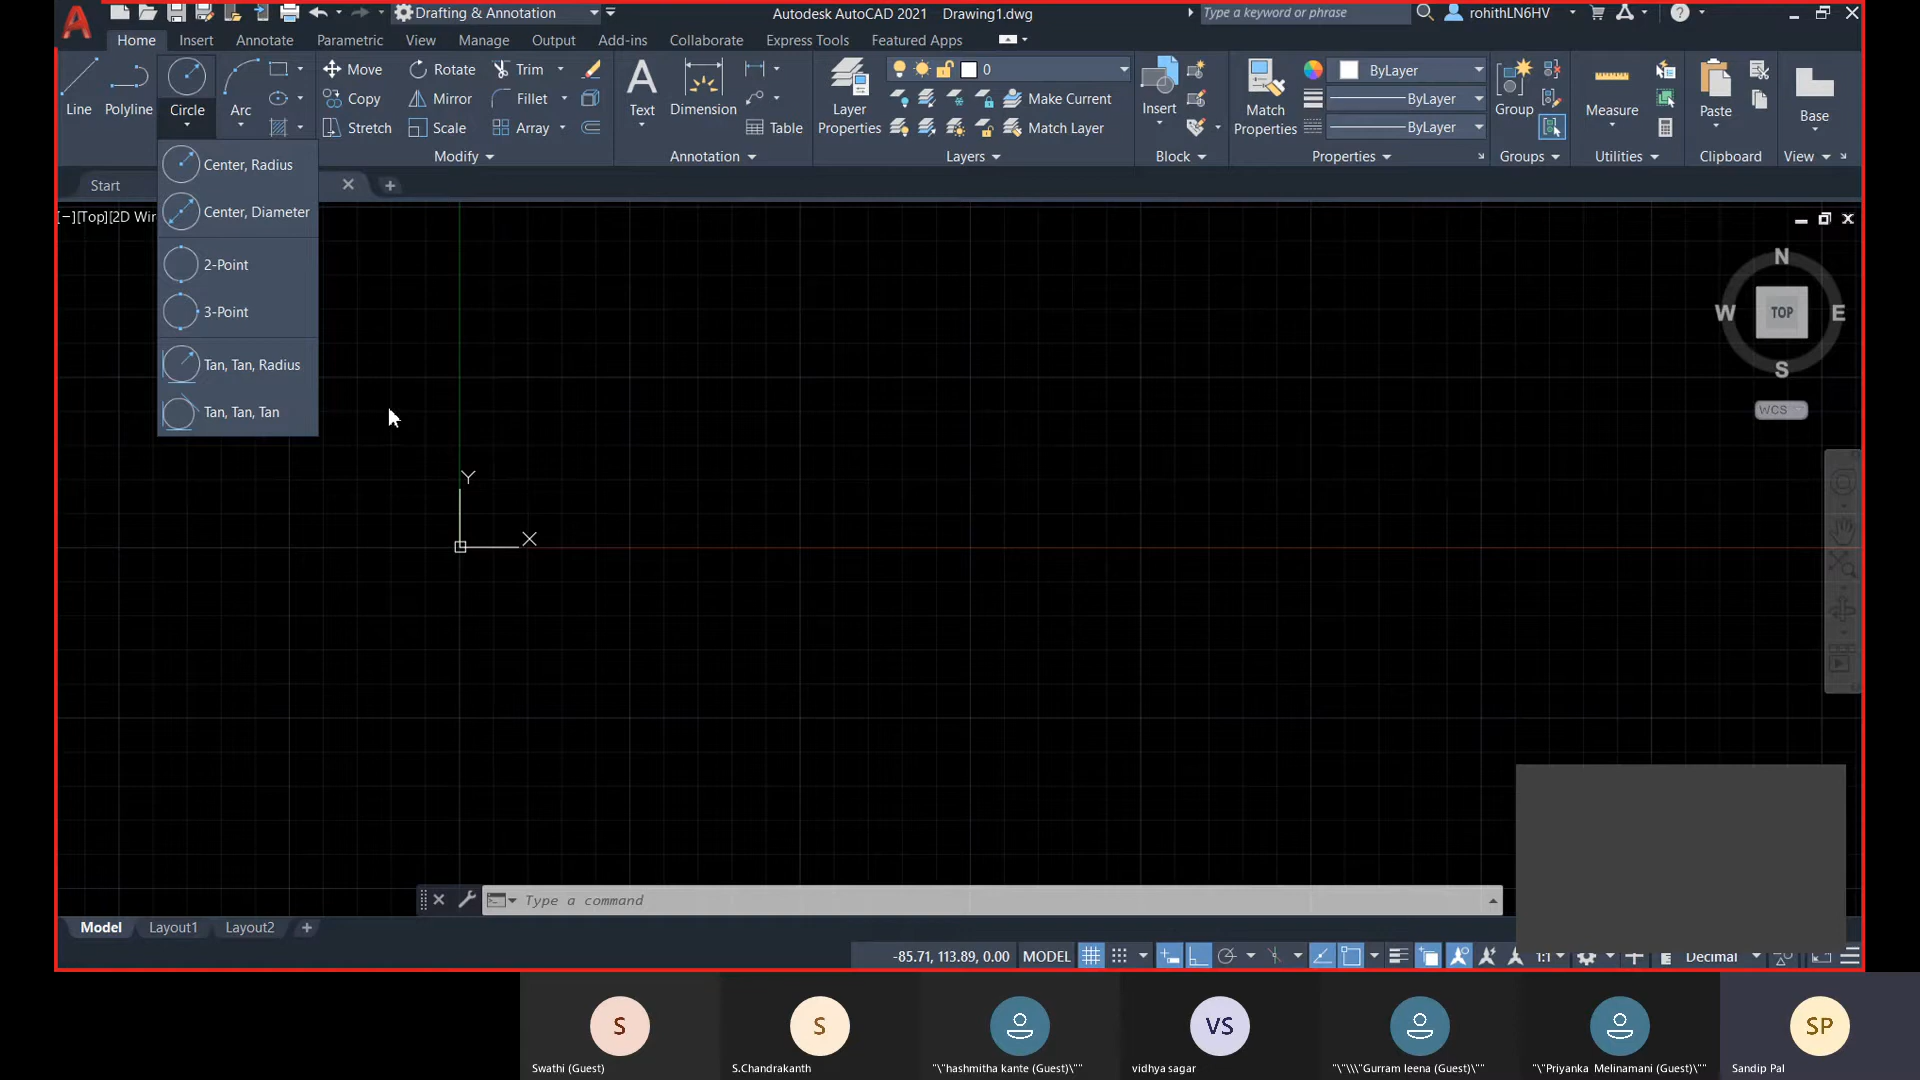 Drafting & Annotation
Autodesk AutoCAD 2021 Drawing1.dwg
Type a keyword or phrase
rohithLN6HV
Home Insert Annotate Parametric View Manage Output Add-ins Collaborate Express Tools Featured Apps
Line Polyline Circle Arc
Move Rotate Trim
Copy Mirror Fillet
Stretch Scale Array
Modify
Text Dimension Table
Annotation
Layer
Properties
0
Make Current
Match Layer
Layers
Insert
Block
Match
Properties
ByLayer
ByLayer
ByLayer
Properties
Group
Groups
Measure
Utilities
Paste
Clipboard
Base
View
Center, Radius
Center, Diameter
2-Point
3-Point
Tan, Tan, Radius
Tan, Tan, Tan
Start
[−][Top][2D Wir
N
W TOP E
S
WCS
Y
X
Type a command
Model Layout1 Layout2
-85.71, 113.89, 0.00 MODEL
1:1
Decimal
S S VS SP
Swathi (Guest) S.Chandrakanth "\"hashmitha kante (Guest)\"" vidhya sagar "\"\\\"Gurram leena (Guest)\"" "\"Priyanka Melinamani (Guest)\"" Sandip Pal